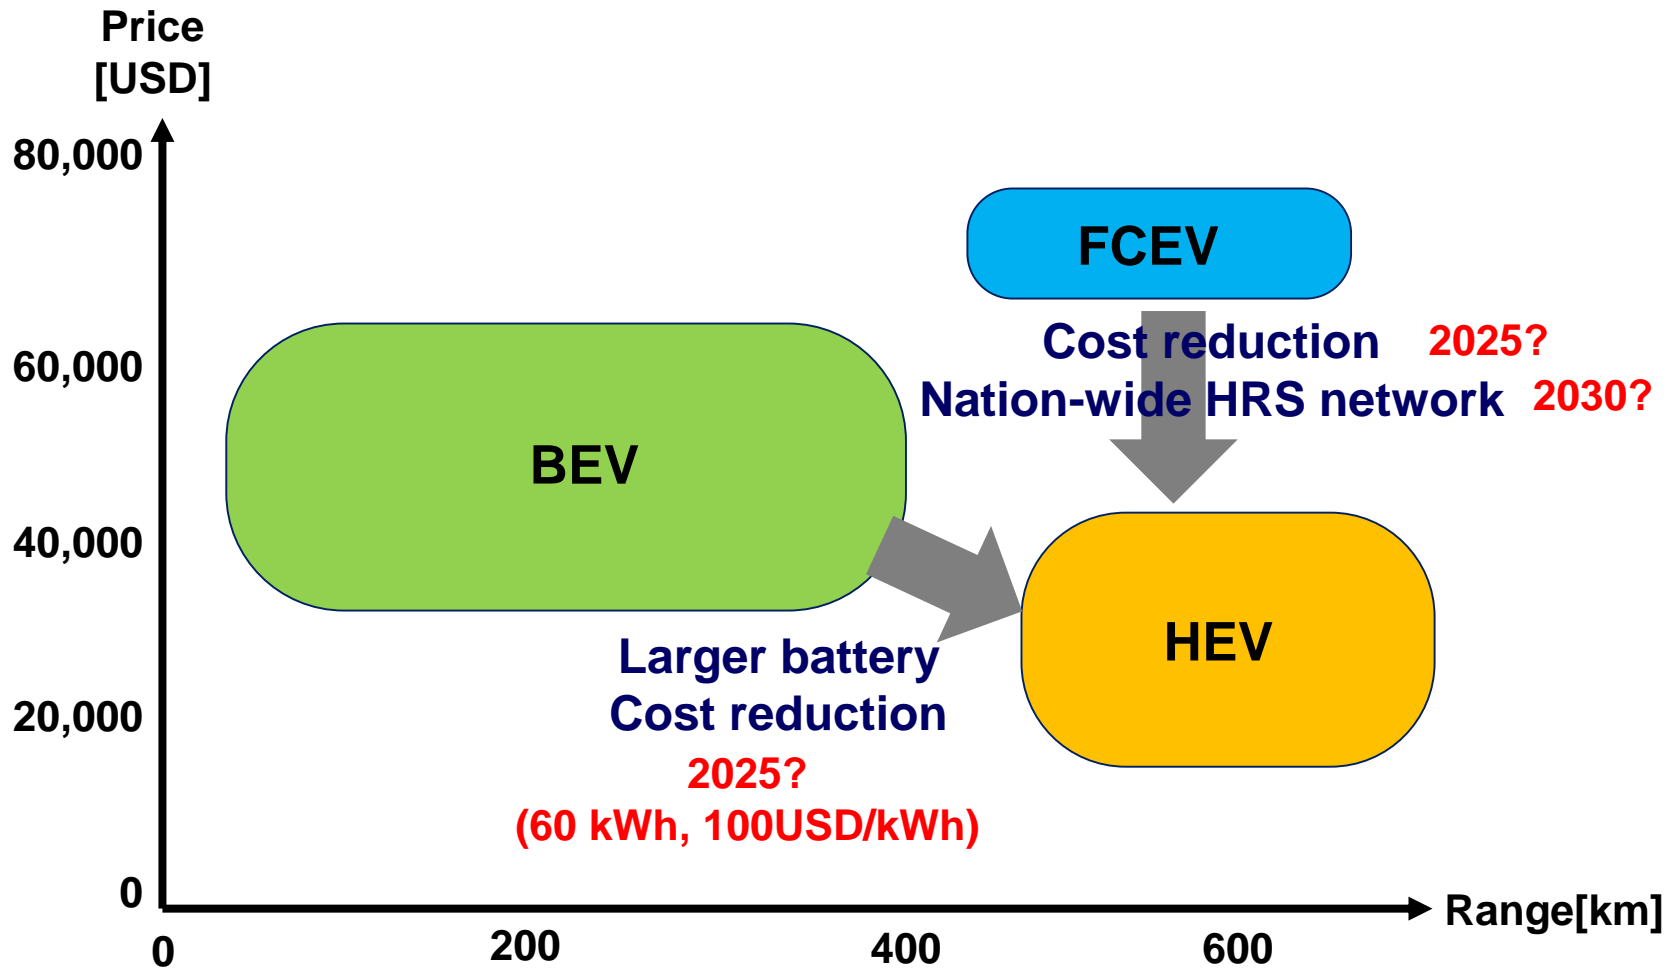 Price
[USD]
80,000
FCEV
Cost reduction 2025?
60,000
Nation-wide HRS network 2030?
BEV
40,000
HEV
Larger battery
Cost reduction
20,000
2025?
(60 kWh, 100USD/kWh)
0
Range[km]
0 200 400 600